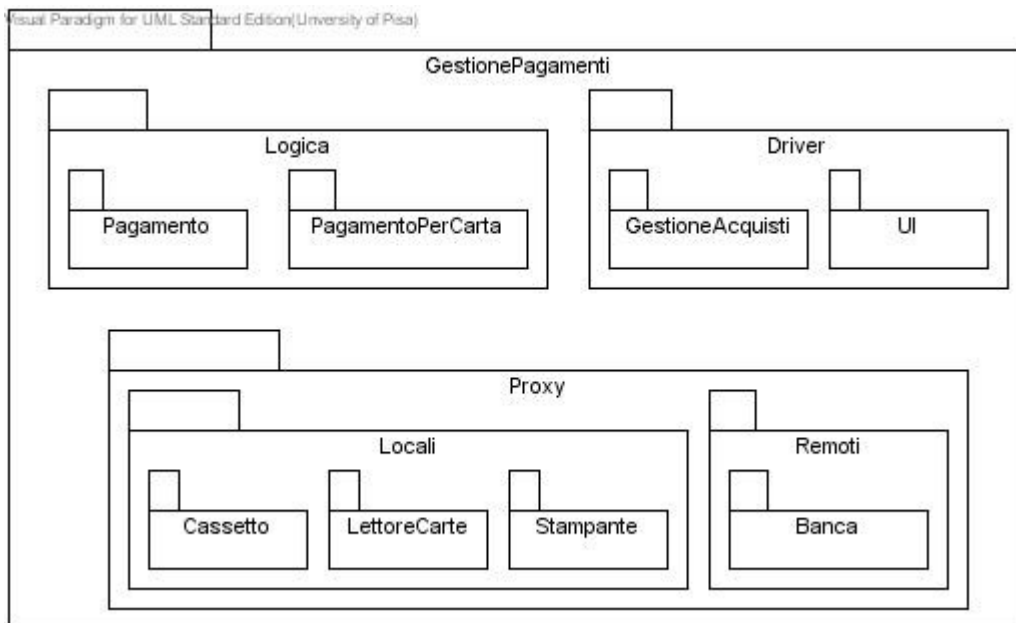 Visual Paradigm for UML Standard Edition(University of Pisa)
GestionePagamenti
Logica
Driver
Pagamento
PagamentoPerCarta
GestioneAcquisti
UI
Proxy
Locali
Remoti
Cassetto
LettoreCarte
Stampante
Banca